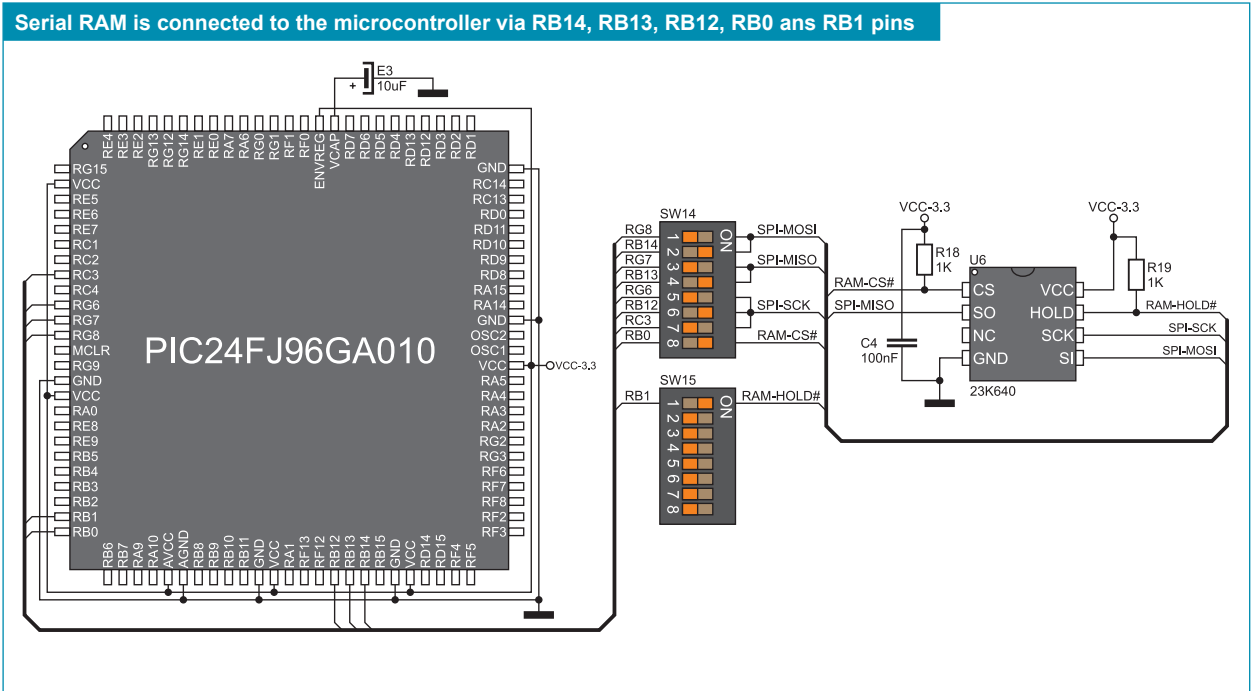 Serial RAM is connected to the microcontroller via RB14, RB13, RB12, RB0 ans RB1 pins
E3
+ 10uF
RE4 RE3 RE2 RG13 RG12 RG14 RE1 RE0 RA7 RA6 RG0 RG1 RF1 RF0 ENVREG VCAP RD7 RD6 RD5 RD4 RD13 RD12 RD3 RD2 RD1
RG15
VCC
RE5
RE6
RE7
RC1
RC2
RC3
RC4
RG6
RG7
RG8
MCLR
RG9
GND
VCC
RA0
RE8
RE9
RB5
RB4
RB3
RB2
RB1
RB0
PIC24FJ96GA010
GND
RC14
RC13
RD0
RD11
RD10
RD9
RD8
RA15
RA14
GND
OSC2
OSC1
VCC
RA5
RA4
RA3
RA2
RG2
RG3
RF6
RF7
RF8
RF2
RF3
VCC-3.3
RB6 RB7 RA9 RA10 AVCC AGND RB8 RB9 RB10 RB11 GND VCC RA1 RF13 RF12 RB12 RB13 RB14 RB15 GND VCC RD14 RD15 RF4 RF5
SW14
RG8
RB14
RG7
RB13
RG6
RB12
RC3
RB0
1
2
3
4
5
6
7
8
ON
SPI-MOSI
SPI-MISO
SPI-SCK
RAM-CS#
SW15
RB1
1
2
3
4
5
6
7
8
ON
RAM-HOLD#
VCC-3.3
R18
1K
RAM-CS#
SPI-MISO
C4
100nF
U6
CS
SO
NC
GND
VCC
HOLD
SCK
SI
23K640
VCC-3.3
R19
1K
RAM-HOLD#
SPI-SCK
SPI-MOSI